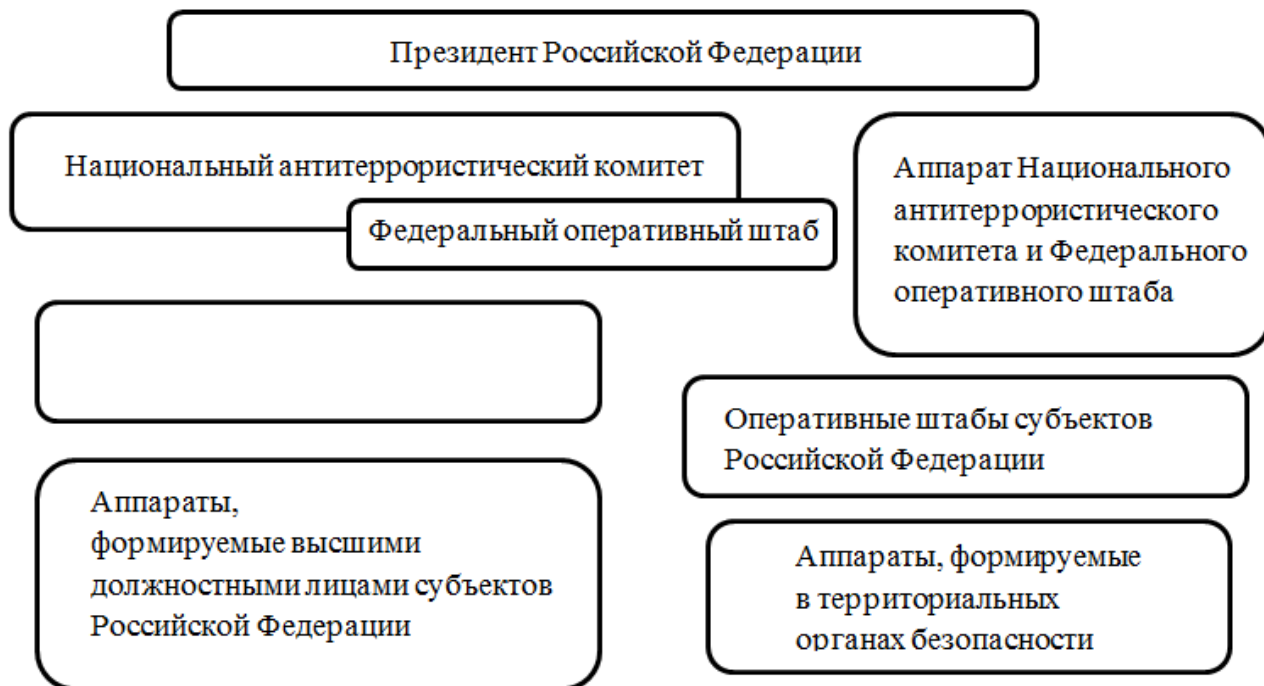 Президент Российской Федерации
Национальный антитеррористический комитет
Федеральный оперативный штаб
Аппарат Национального
антитеррористического
комитета и Федерального
оперативного штаба
Оперативные штабы субъектов
Российской Федерации
Аппараты,
формируемые высшими
должностными лицами субъектов
Российской Федерации
Аппараты, формируемые
в территориальных
органах безопасности